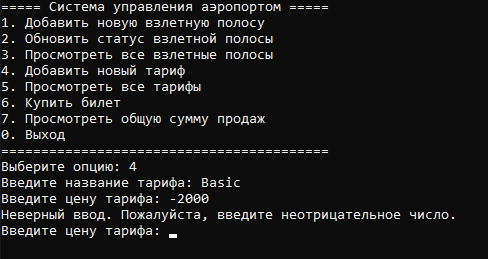 ===== Система управления аэропортом =====
1. Добавить новую взлетную полосу
2. Обновить статус взлетной полосы
3. Просмотреть все взлетные полосы
4. Добавить новый тариф
5. Просмотреть все тарифы
6. Купить билет
7. Просмотреть общую сумму продаж
0. Выход
=========================================
Выберите опцию: 4
Введите название тарифа: Basic
Введите цену тарифа: -2000
Неверный ввод. Пожалуйста, введите неотрицательное число.
Введите цену тарифа: _